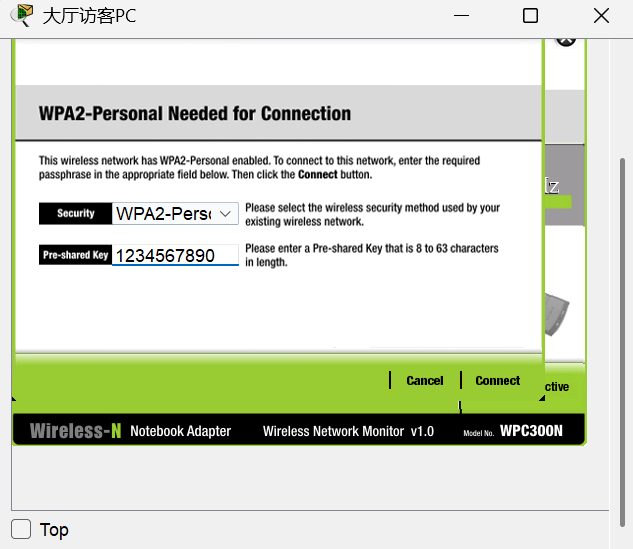 大厅访客PC
WPA2-Personal Needed for Connection
This wireless network has WPA2-Personal enabled. To connect to this network, enter the required
passphrase in the appropriate field below. Then click the Connect button.
Security
WPA2-Perso
Please select the wireless security method used by your
existing wireless network.
Pre-shared Key
1234567890
Please enter a Pre-shared Key that is 8 to 63 characters
in length.
Hz
Cancel
Connect
ctive
Wireless-N Notebook Adapter
Wireless Network Monitor v1.0
Model No. WPC300N
Top